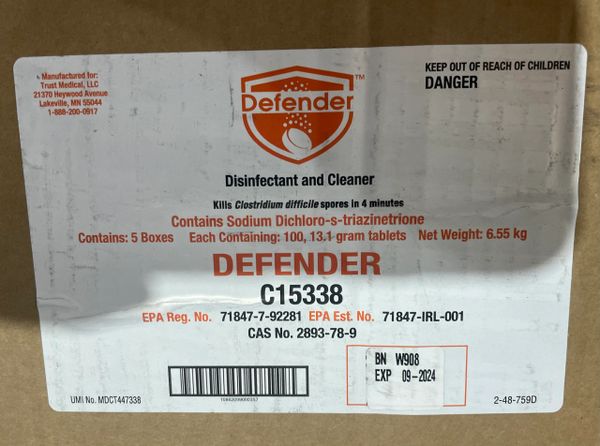 Manufactured for:
Trust Medical, LLC
21370 Heywood Avenue
Lakeville, MN 55044
1-888-200-0917
KEEP OUT OF REACH OF CHILDREN
DANGER
Defender™
Disinfectant and Cleaner
Kills Clostridium difficile spores in 4 minutes
Contains Sodium Dichloro-s-triazinetrione
Contains: 5 Boxes Each Containing: 100, 13.1 gram tablets Net Weight: 6.55 kg
DEFENDER
C15338
EPA Reg. No. 71847-7-92281 EPA Est. No. 71847-IRL-001
CAS No. 2893-78-9
BN W908
EXP 09-2024
UMI No. MDCT447338
2-48-759D